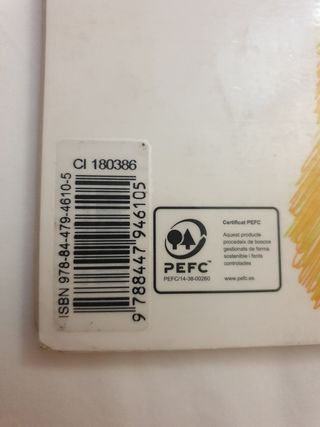 CI 180386
ISBN 978-84-479-4610-5
9 788447 946105
PEFC™
PEFC/14-38-00260
Certificat PEFC
Aquest producte
procedeix de boscos
gestionats de forma
sostenible i fonts
controlades
www.pefc.es